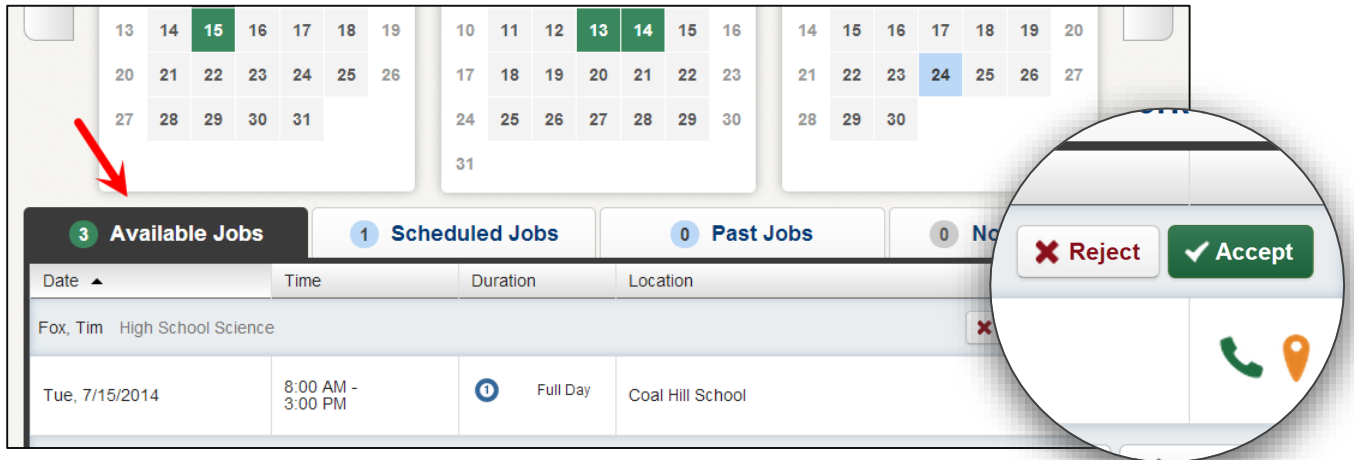 13 14 15 16 17 18 19
10 11 12 13 14 15 16
14 15 16 17 18 19 20
20 21 22 23 24 25 26
17 18 19 20 21 22 23
21 22 23 24 25 26 27
27 28 29 30 31
24 25 26 27 28 29 30
28 29 30
31
3 Available Jobs
1 Scheduled Jobs
0 Past Jobs
0
Date Time Duration Location
Reject Accept
Fox, Tim High School Science
Tue, 7/15/2014
8:00 AM -
3:00 PM
1 Full Day
Coal Hill School